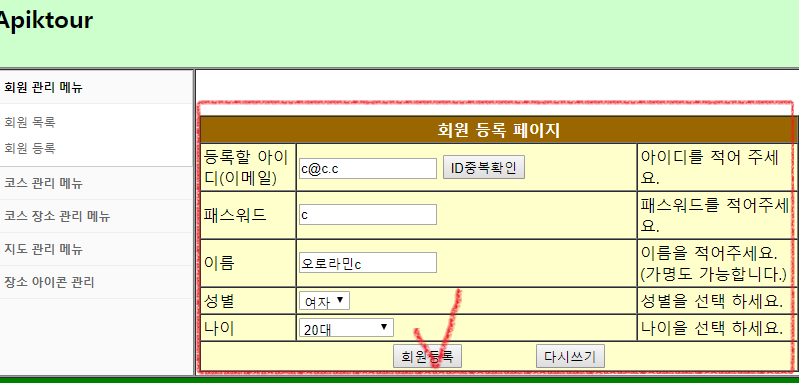 Apiktour
회원 관리 메뉴
회원 목록
회원 등록
코스 관리 메뉴
코스 장소 관리 메뉴
지도 관리 메뉴
장소 아이콘 관리
회원 등록 페이지
등록할 아이
디(이메일)
c@c.c
ID중복확인
아이디를 적어 주세
요.
패스워드
c
패스워드를 적어주세
요.
이름
오로라민c
이름을 적어주세요.
(가명도 가능합니다.)
성별
여자
성별을 선택 하세요.
나이
20대
나이을 선택 하세요.
회원등록
다시쓰기